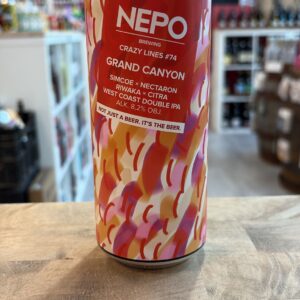 NEPO
BREWING
CRAZY LINES #74
GRAND CANYON
SIMCOE × NECTARON
RIWAKA × CITRA
WEST COAST DOUBLE IPA
ALK. 8,2% OBJ.
NOT JUST A BEER. IT'S THE BEER.